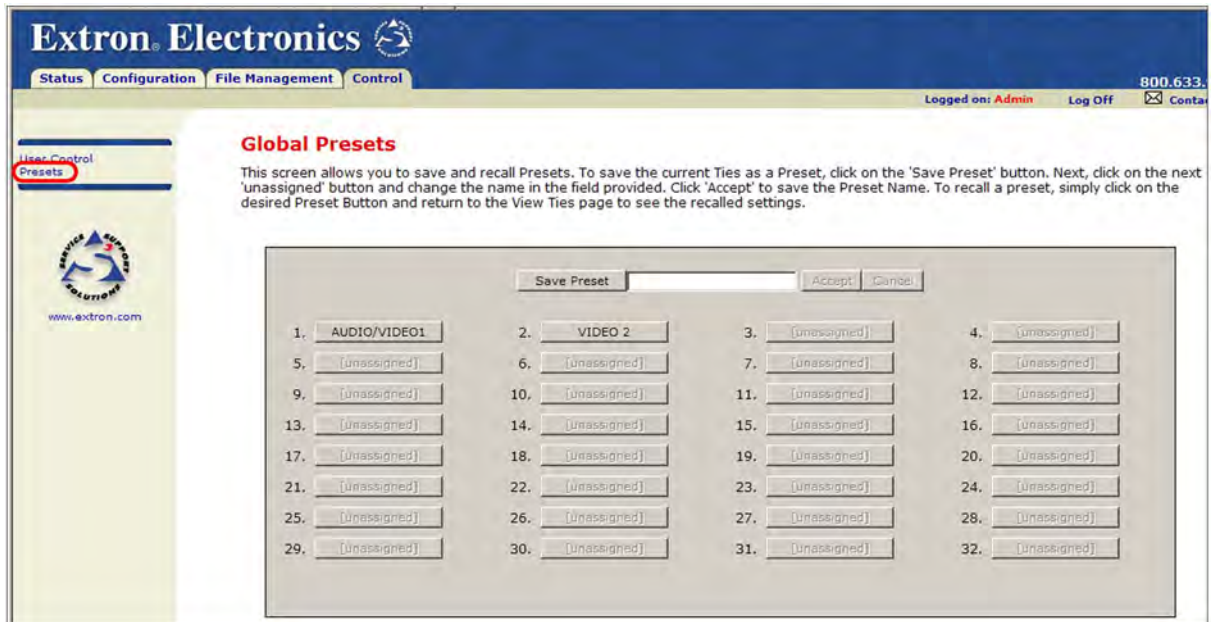 Extron® Electronics
Status Configuration File Management Control
800.633.
Logged on: Admin Log Off Conta
User Control
Presets
SERVICE SUPPORT SOLUTIONS 3
www.extron.com
Global Presets
This screen allows you to save and recall Presets. To save the current Ties as a Preset, click on the 'Save Preset' button. Next, click on the next
'unassigned' button and change the name in the field provided. Click 'Accept' to save the Preset Name. To recall a preset, simply click on the
desired Preset Button and return to the View Ties page to see the recalled settings.
Save Preset Accept Cancel
1. AUDIO/VIDEO1 2. VIDEO 2 3. [unassigned] 4. [unassigned]
5. [unassigned] 6. [unassigned] 7. [unassigned] 8. [unassigned]
9. [unassigned] 10. [unassigned] 11. [unassigned] 12. [unassigned]
13. [unassigned] 14. [unassigned] 15. [unassigned] 16. [unassigned]
17. [unassigned] 18. [unassigned] 19. [unassigned] 20. [unassigned]
21. [unassigned] 22. [unassigned] 23. [unassigned] 24. [unassigned]
25. [unassigned] 26. [unassigned] 27. [unassigned] 28. [unassigned]
29. [unassigned] 30. [unassigned] 31. [unassigned] 32. [unassigned]